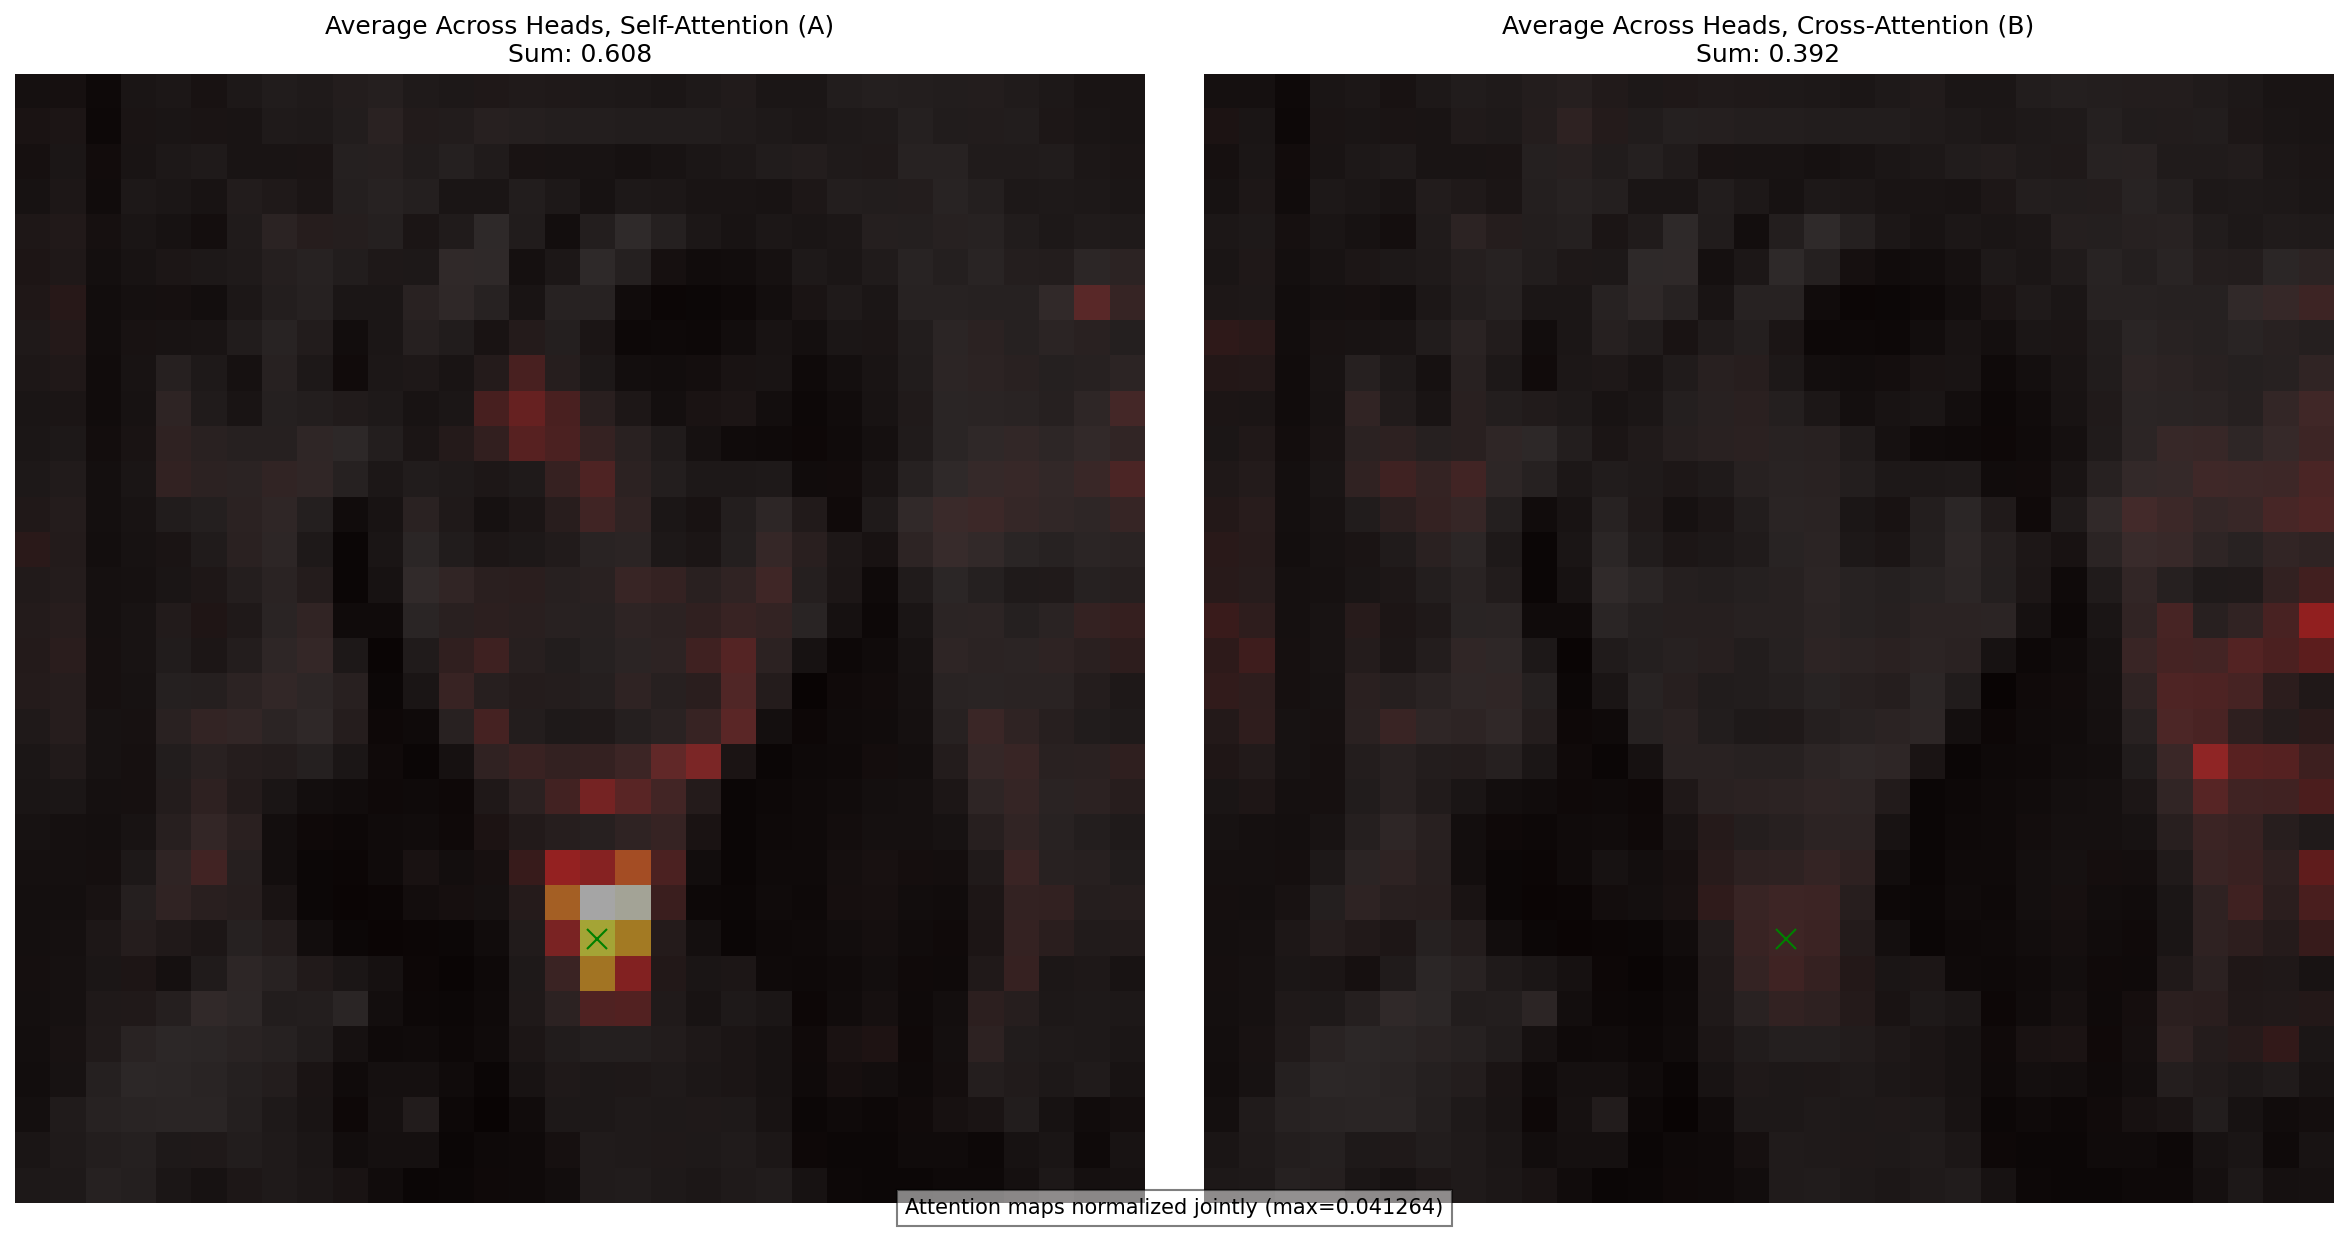 Average Across Heads, Self-Attention (A)
Sum: 0.608
Average Across Heads, Cross-Attention (B)
Sum: 0.392
Attention maps normalized jointly (max=0.041264)